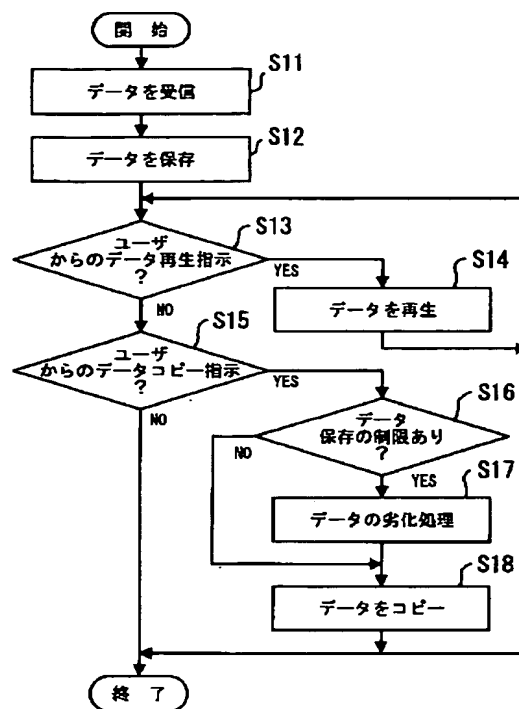 開 始
S11
データを受信
S12
データを保存
S13
ユーザ
からのデータ再生指示
?
YES
S14
データを再生
NO
S15
ユーザ
からのデータコピー指示
?
YES
NO
S16
データ
保存の制限あり
?
NO
YES
S17
データの劣化処理
S18
データをコピー
終 了